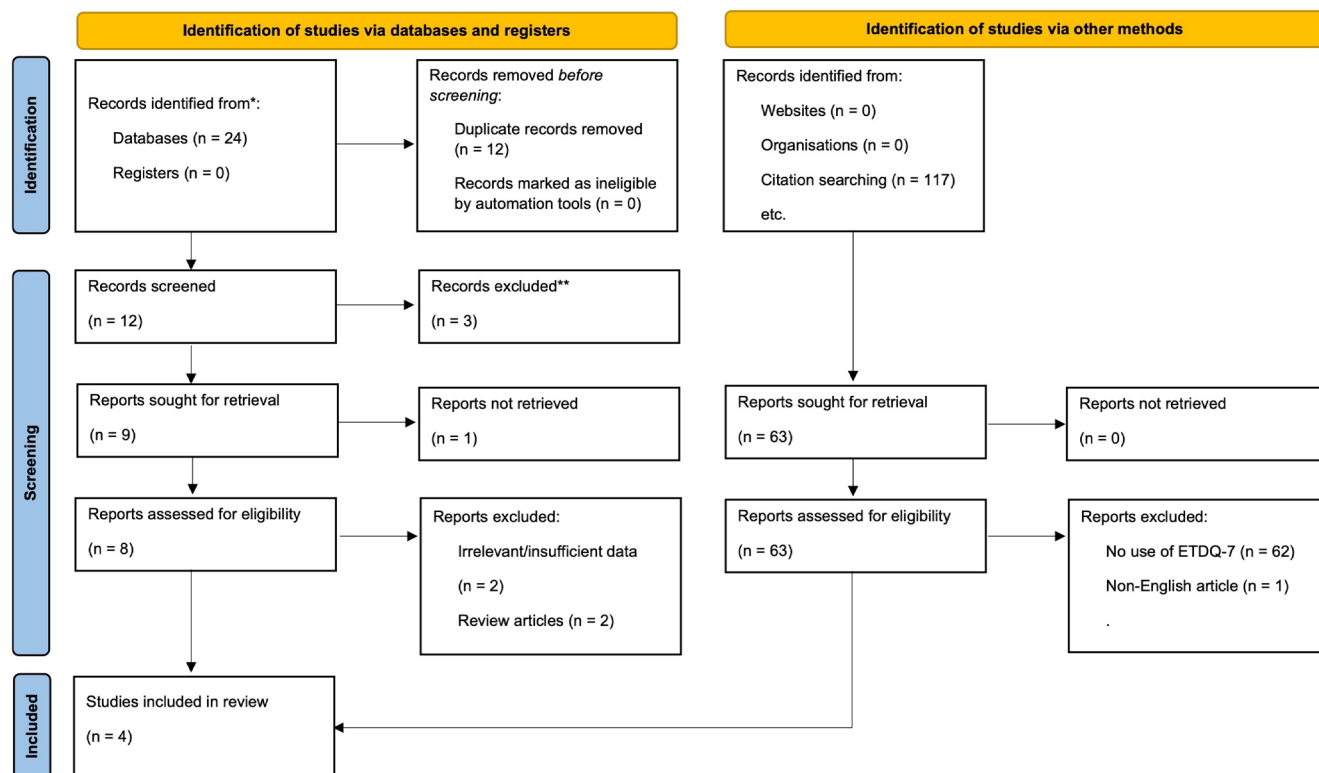 Identification of studies via databases and registers
Identification of studies via other methods
Identification
Records identified from*:
Databases (n = 24)
Registers (n = 0)
Records removed before
screening:
Duplicate records removed
(n = 12)
Records marked as ineligible
by automation tools (n = 0)
Records identified from:
Websites (n = 0)
Organisations (n = 0)
Citation searching (n = 117)
etc.
Screening
Records screened
(n = 12)
Records excluded**
(n = 3)
Reports sought for retrieval
(n = 9)
Reports not retrieved
(n = 1)
Reports sought for retrieval
(n = 63)
Reports not retrieved
(n = 0)
Reports assessed for eligibility
(n = 8)
Reports excluded:
Irrelevant/insufficient data
(n = 2)
Review articles (n = 2)
Reports assessed for eligibility
(n = 63)
Reports excluded:
No use of ETDQ-7 (n = 62)
Non-English article (n = 1)
.
Included
Studies included in review
(n = 4)